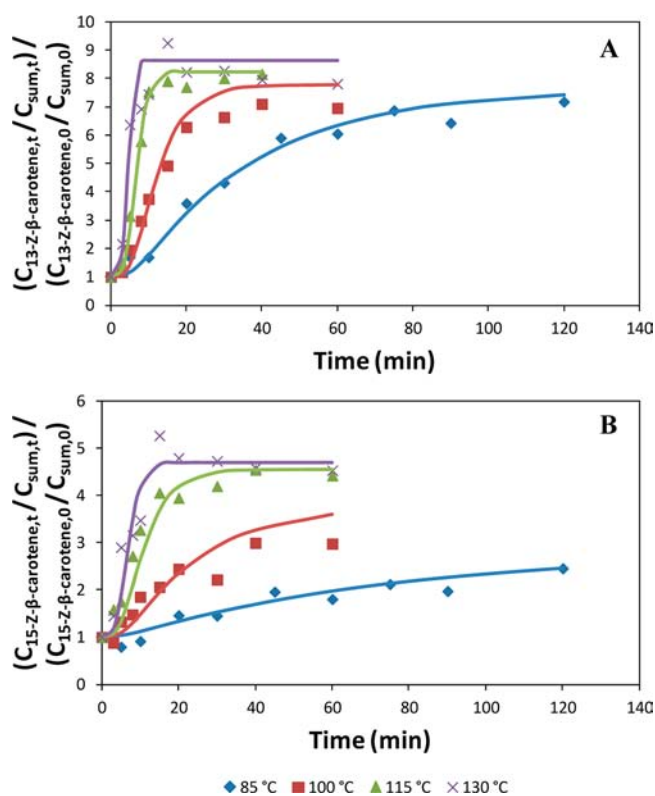 A
(C13-Z-β-carotene,t / Csum,t) /
(C13-Z-β-carotene,0 / Csum,0)
10
9
8
7
6
5
4
3
2
1
0
0 20 40 60 80 100 120 140
Time (min)
B
(C15-Z-β-carotene,t / Csum,t) /
(C15-Z-β-carotene,0 / Csum,0)
6
5
4
3
2
1
0
0 20 40 60 80 100 120 140
Time (min)
85 °C 100 °C 115 °C 130 °C